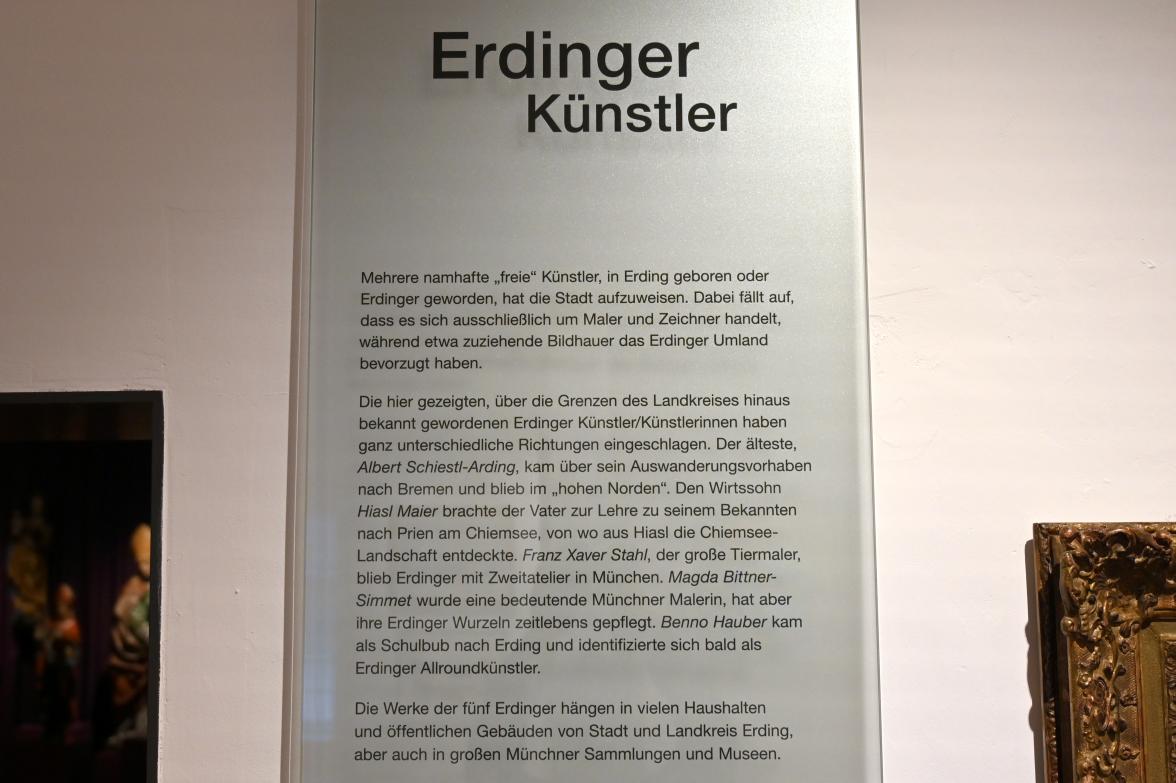 Erdinger
Künstler
Mehrere namhafte „freie“ Künstler, in Erding geboren oder
Erdinger geworden, hat die Stadt aufzuweisen. Dabei fällt auf,
dass es sich ausschließlich um Maler und Zeichner handelt,
während etwa zuziehende Bildhauer das Erdinger Umland
bevorzugt haben.
Die hier gezeigten, über die Grenzen des Landkreises hinaus
bekannt gewordenen Erdinger Künstler/Künstlerinnen haben
ganz unterschiedliche Richtungen eingeschlagen. Der älteste,
Albert Schiestl-Arding, kam über sein Auswanderungsvorhaben
nach Bremen und blieb im „hohen Norden“. Den Wirtssohn
Hiasl Maier brachte der Vater zur Lehre zu seinem Bekannten
nach Prien am Chiemsee, von wo aus Hiasl die Chiemsee-
Landschaft entdeckte. Franz Xaver Stahl, der große Tiermaler,
blieb Erdinger mit Zweitatelier in München. Magda Bittner-
Simmet wurde eine bedeutende Münchner Malerin, hat aber
ihre Erdinger Wurzeln zeitlebens gepflegt. Benno Hauber kam
als Schulbub nach Erding und identifizierte sich bald als
Erdinger Allroundkünstler.
Die Werke der fünf Erdinger hängen in vielen Haushalten
und öffentlichen Gebäuden von Stadt und Landkreis Erding,
aber auch in großen Münchner Sammlungen und Museen.